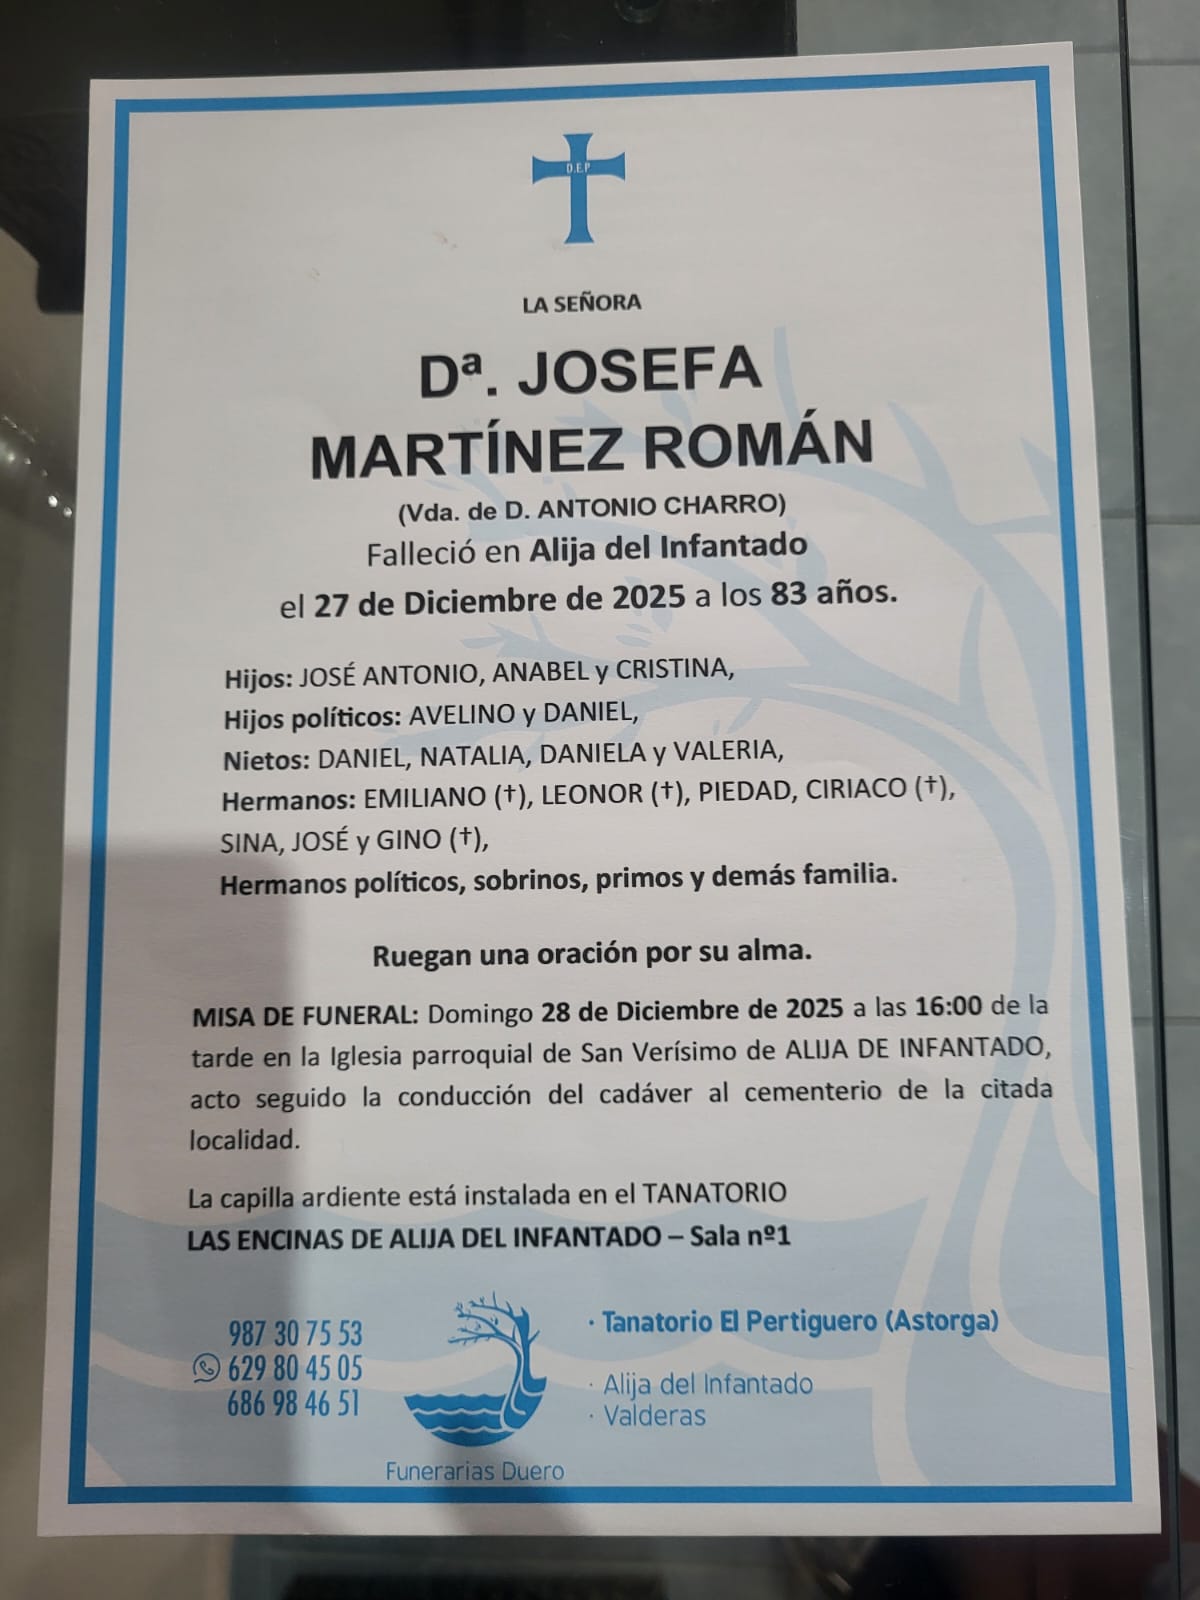 D.E.P
LA SEÑORA
Dª. JOSEFA
MARTÍNEZ ROMÁN
(Vda. de D. ANTONIO CHARRO)
Falleció en Alija del Infantado
el 27 de Diciembre de 2025 a los 83 años.
Hijos: JOSÉ ANTONIO, ANABEL y CRISTINA,
Hijos políticos: AVELINO y DANIEL,
Nietos: DANIEL, NATALIA, DANIELA y VALERIA,
Hermanos: EMILIANO (†), LEONOR (†), PIEDAD, CIRIACO (†),
SINA, JOSÉ y GINO (†),
Hermanos políticos, sobrinos, primos y demás familia.
Ruegan una oración por su alma.
MISA DE FUNERAL: Domingo 28 de Diciembre de 2025 a las 16:00 de la
tarde en la Iglesia parroquial de San Verísimo de ALIJA DE INFANTADO,
acto seguido la conducción del cadáver al cementerio de la citada
localidad.
La capilla ardiente está instalada en el TANATORIO
LAS ENCINAS DE ALIJA DEL INFANTADO – Sala nº1
987 30 75 53
629 80 45 05
686 98 46 51
Funerarias Duero
· Tanatorio El Pertiguero (Astorga)
· Alija del Infantado
· Valderas